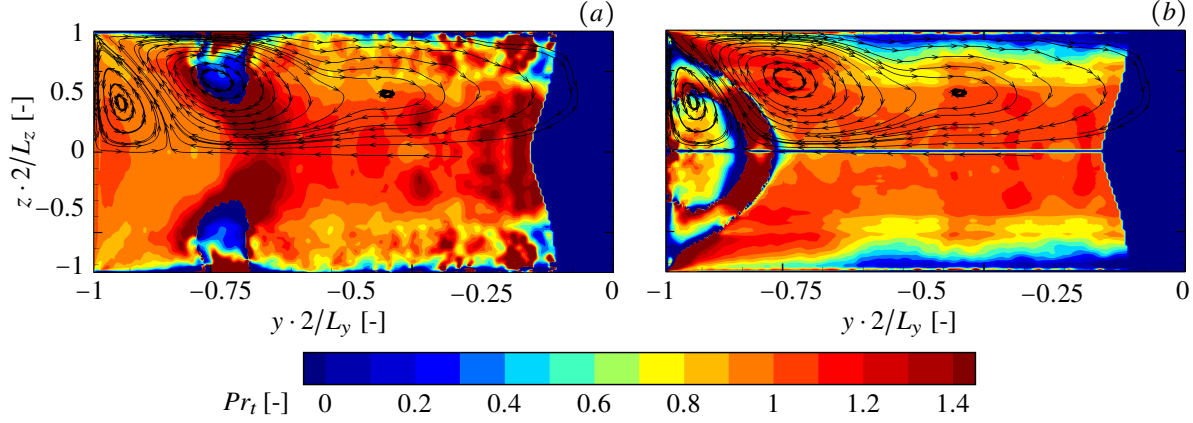 (a) (b)
1
0.5
0
-0.5
-1
z · 2/L_z [-]
-1 -0.75 -0.5 -0.25 0 -1 -0.75 -0.5 -0.25 0
y · 2/L_y [-] y · 2/L_y [-]
Pr_t [-] 0 0.2 0.4 0.6 0.8 1 1.2 1.4